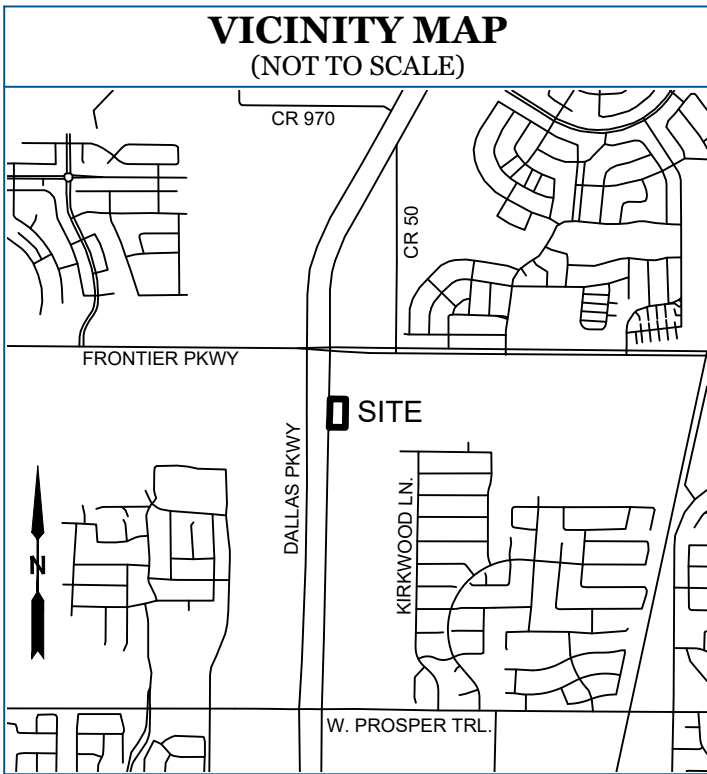 VICINITY MAP
(NOT TO SCALE)
CR 970
CR 50
FRONTIER PKWY
SITE
DALLAS PKWY
KIRKWOOD LN.
N
W. PROSPER TRL.